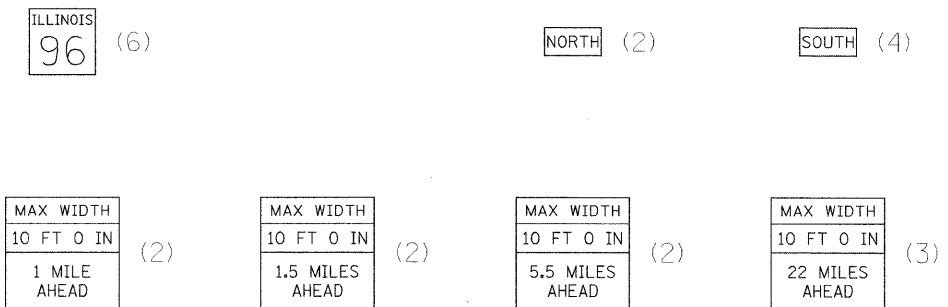 ILLINOIS
96 (6)
NORTH (2)
SOUTH (4)
MAX WIDTH
10 FT 0 IN
1 MILE
AHEAD
(2)
MAX WIDTH
10 FT 0 IN
1.5 MILES
AHEAD
(2)
MAX WIDTH
10 FT 0 IN
5.5 MILES
AHEAD
(2)
MAX WIDTH
10 FT 0 IN
22 MILES
AHEAD
(3)